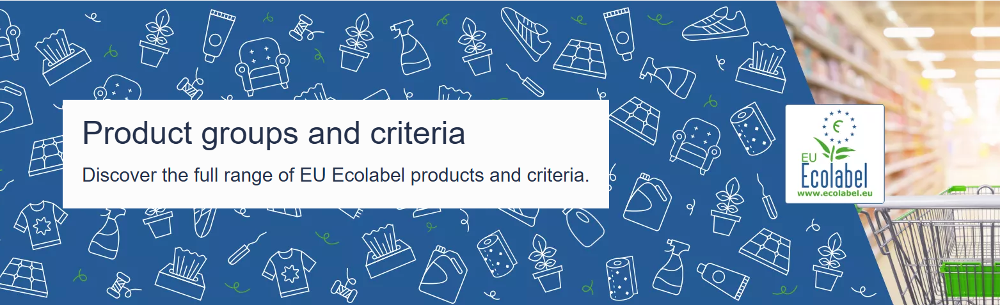 Product groups and criteria
Discover the full range of EU Ecolabel products and criteria.
EU
Ecolabel
www.ecolabel.eu